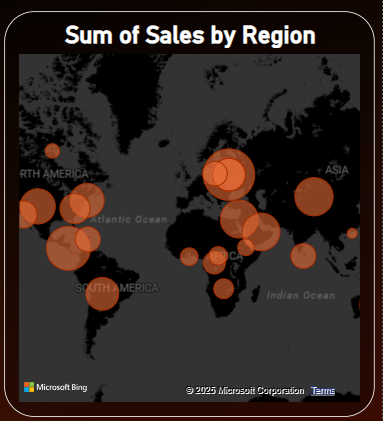 Sum of Sales by Region
ASIA
RTH AMERICA
Atlantic Ocean
AFRICA
SOUTH AMERICA
Indian Ocean
Microsoft Bing
© 2025 Microsoft Corporation Terms